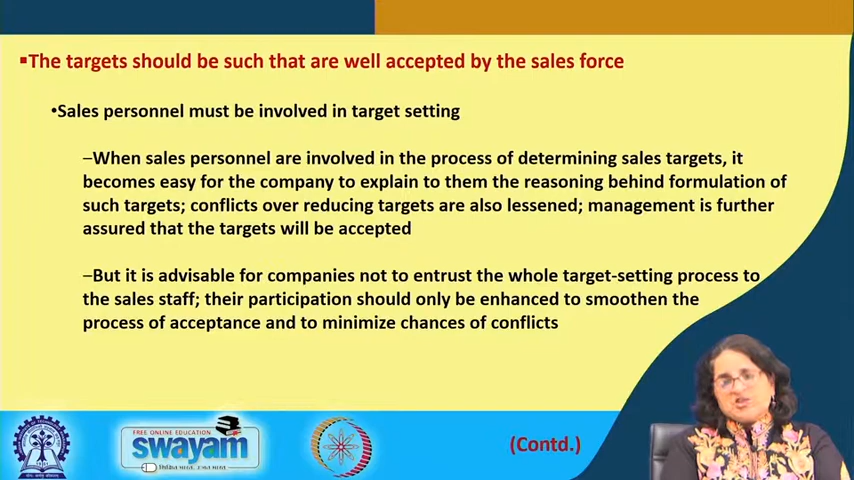 ▪The targets should be such that are well accepted by the sales force
•Sales personnel must be involved in target setting
–When sales personnel are involved in the process of determining sales targets, it
becomes easy for the company to explain to them the reasoning behind formulation of
such targets; conflicts over reducing targets are also lessened; management is further
assured that the targets will be accepted
–But it is advisable for companies not to entrust the whole target-setting process to
the sales staff; their participation should only be enhanced to smoothen the
process of acceptance and to minimize chances of conflicts
FREE ONLINE EDUCATION
swayam
(Contd.)